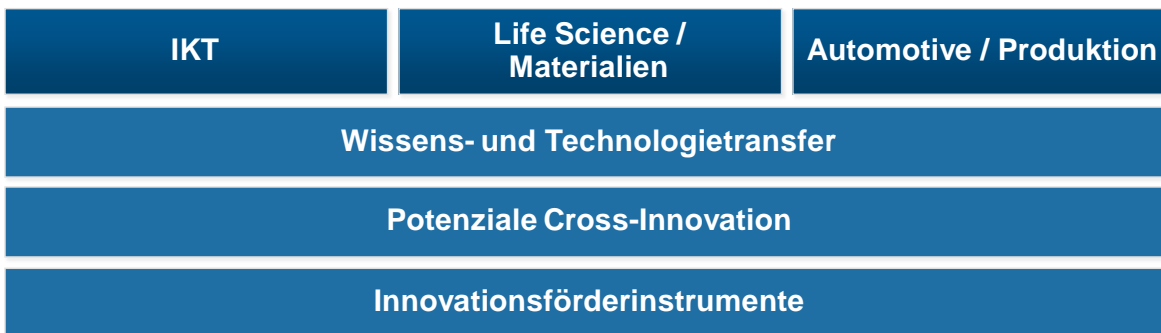 IKT
Life Science /
Materialien
Automotive / Produktion
Wissens- und Technologietransfer
Potenziale Cross-Innovation
Innovationsförderinstrumente